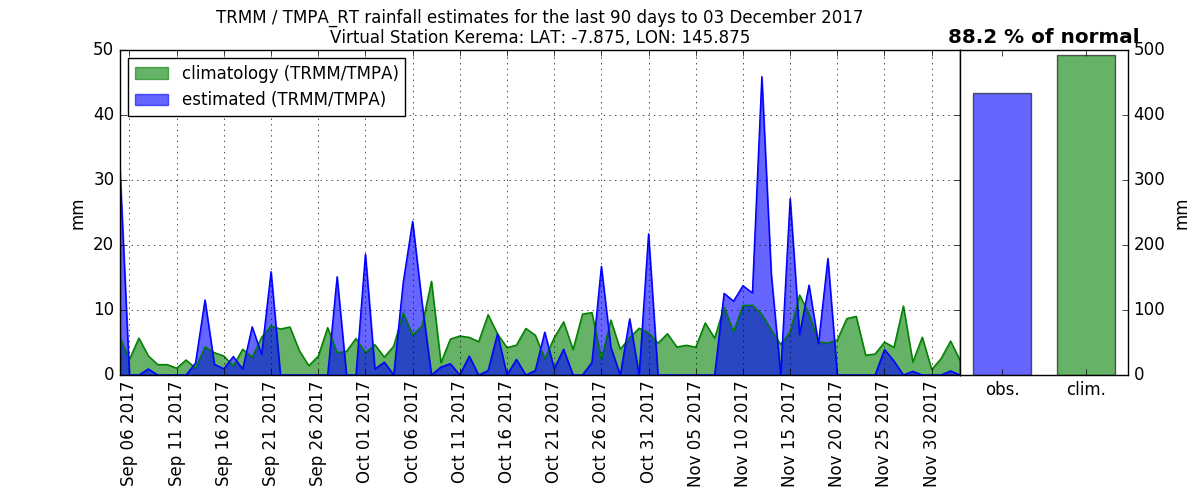 TRMM / TMPA_RT rainfall estimates for the last 90 days to 03 December 2017
Virtual Station Kerema: LAT: -7.875, LON: 145.875
88.2 % of normal
climatology (TRMM/TMPA)
estimated (TRMM/TMPA)
50
40
30
20
10
0
mm
500
400
300
200
100
0
mm
Sep 06 2017
Sep 11 2017
Sep 16 2017
Sep 21 2017
Sep 26 2017
Oct 01 2017
Oct 06 2017
Oct 11 2017
Oct 16 2017
Oct 21 2017
Oct 26 2017
Oct 31 2017
Nov 05 2017
Nov 10 2017
Nov 15 2017
Nov 20 2017
Nov 25 2017
Nov 30 2017
obs.
clim.